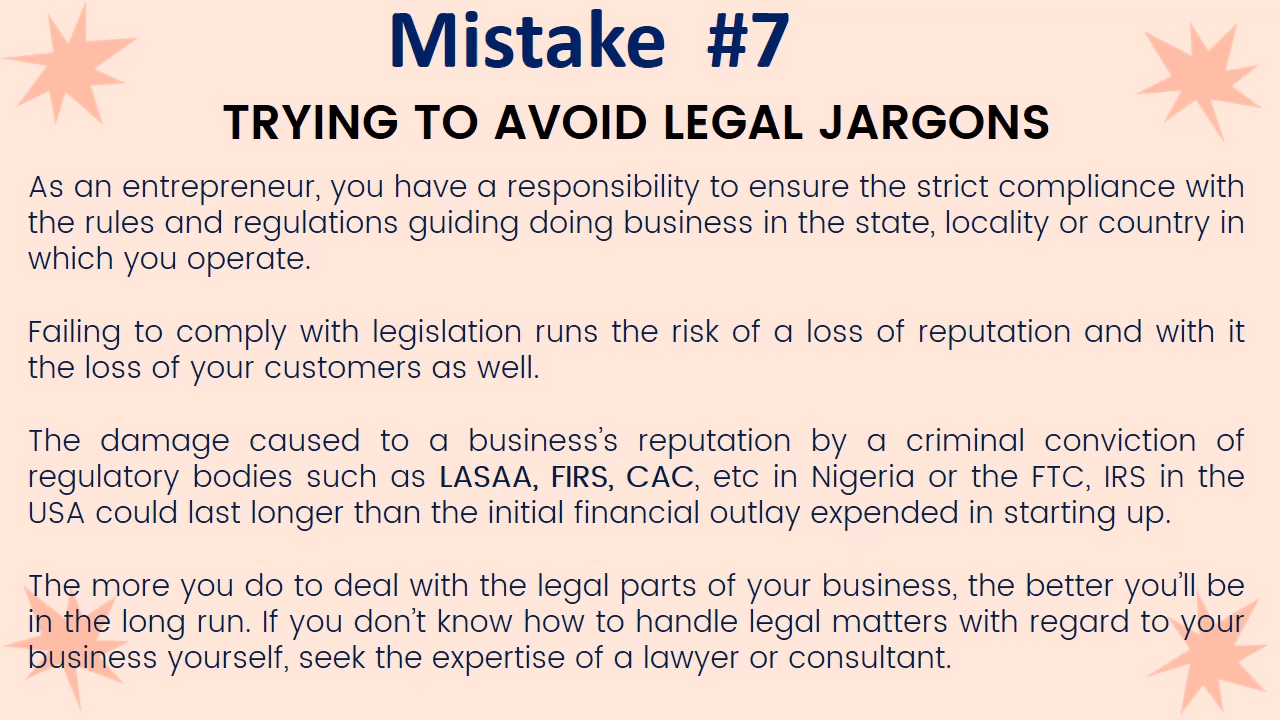 Mistake #7
TRYING TO AVOID LEGAL JARGONS
As an entrepreneur, you have a responsibility to ensure the strict compliance with
the rules and regulations guiding doing business in the state, locality or country in
which you operate.
Failing to comply with legislation runs the risk of a loss of reputation and with it
the loss of your customers as well.
The damage caused to a business’s reputation by a criminal conviction of
regulatory bodies such as LASAA, FIRS, CAC, etc in Nigeria or the FTC, IRS in the
USA could last longer than the initial financial outlay expended in starting up.
The more you do to deal with the legal parts of your business, the better you’ll be
in the long run. If you don’t know how to handle legal matters with regard to your
business yourself, seek the expertise of a lawyer or consultant.